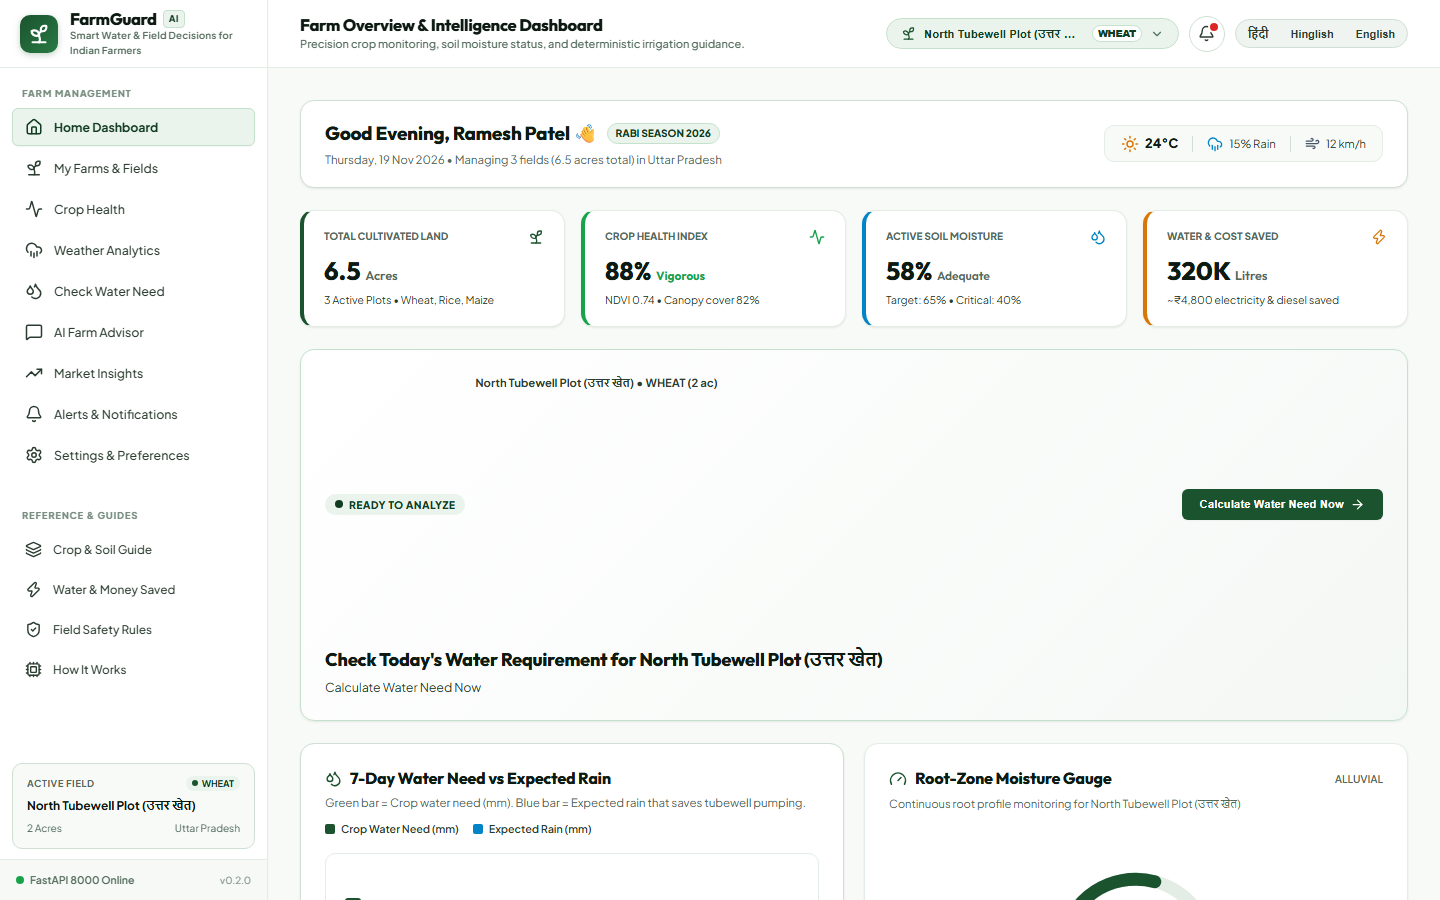 FarmGuard AI
Smart Water & Field Decisions for
Indian Farmers
FARM MANAGEMENT
Home Dashboard
My Farms & Fields
Crop Health
Weather Analytics
Check Water Need
AI Farm Advisor
Market Insights
Alerts & Notifications
Settings & Preferences
REFERENCE & GUIDES
Crop & Soil Guide
Water & Money Saved
Field Safety Rules
How It Works
ACTIVE FIELD
WHEAT
North Tubewell Plot (उत्तर खेत)
2 Acres
Uttar Pradesh
FastAPI 8000 Online
v0.2.0
Farm Overview & Intelligence Dashboard
Precision crop monitoring, soil moisture status, and deterministic irrigation guidance.
North Tubewell Plot (उत्तर ...
WHEAT
हिंदी
Hinglish
English
Good Evening, Ramesh Patel 👋
RABI SEASON 2026
Thursday, 19 Nov 2026 • Managing 3 fields (6.5 acres total) in Uttar Pradesh
24°C
15% Rain
12 km/h
TOTAL CULTIVATED LAND
6.5 Acres
3 Active Plots • Wheat, Rice, Maize
CROP HEALTH INDEX
88% Vigorous
NDVI 0.74 • Canopy cover 82%
ACTIVE SOIL MOISTURE
58% Adequate
Target: 65% • Critical: 40%
WATER & COST SAVED
320K Litres
~₹4,800 electricity & diesel saved
North Tubewell Plot (उत्तर खेत) • WHEAT (2 ac)
READY TO ANALYZE
Calculate Water Need Now →
Check Today's Water Requirement for North Tubewell Plot (उत्तर खेत)
Calculate Water Need Now
7-Day Water Need vs Expected Rain
Green bar = Crop water need (mm). Blue bar = Expected rain that saves tubewell pumping.
Crop Water Need (mm)
Expected Rain (mm)
Root-Zone Moisture Gauge
ALLUVIAL
Continuous root profile monitoring for North Tubewell Plot (उत्तर खेत)